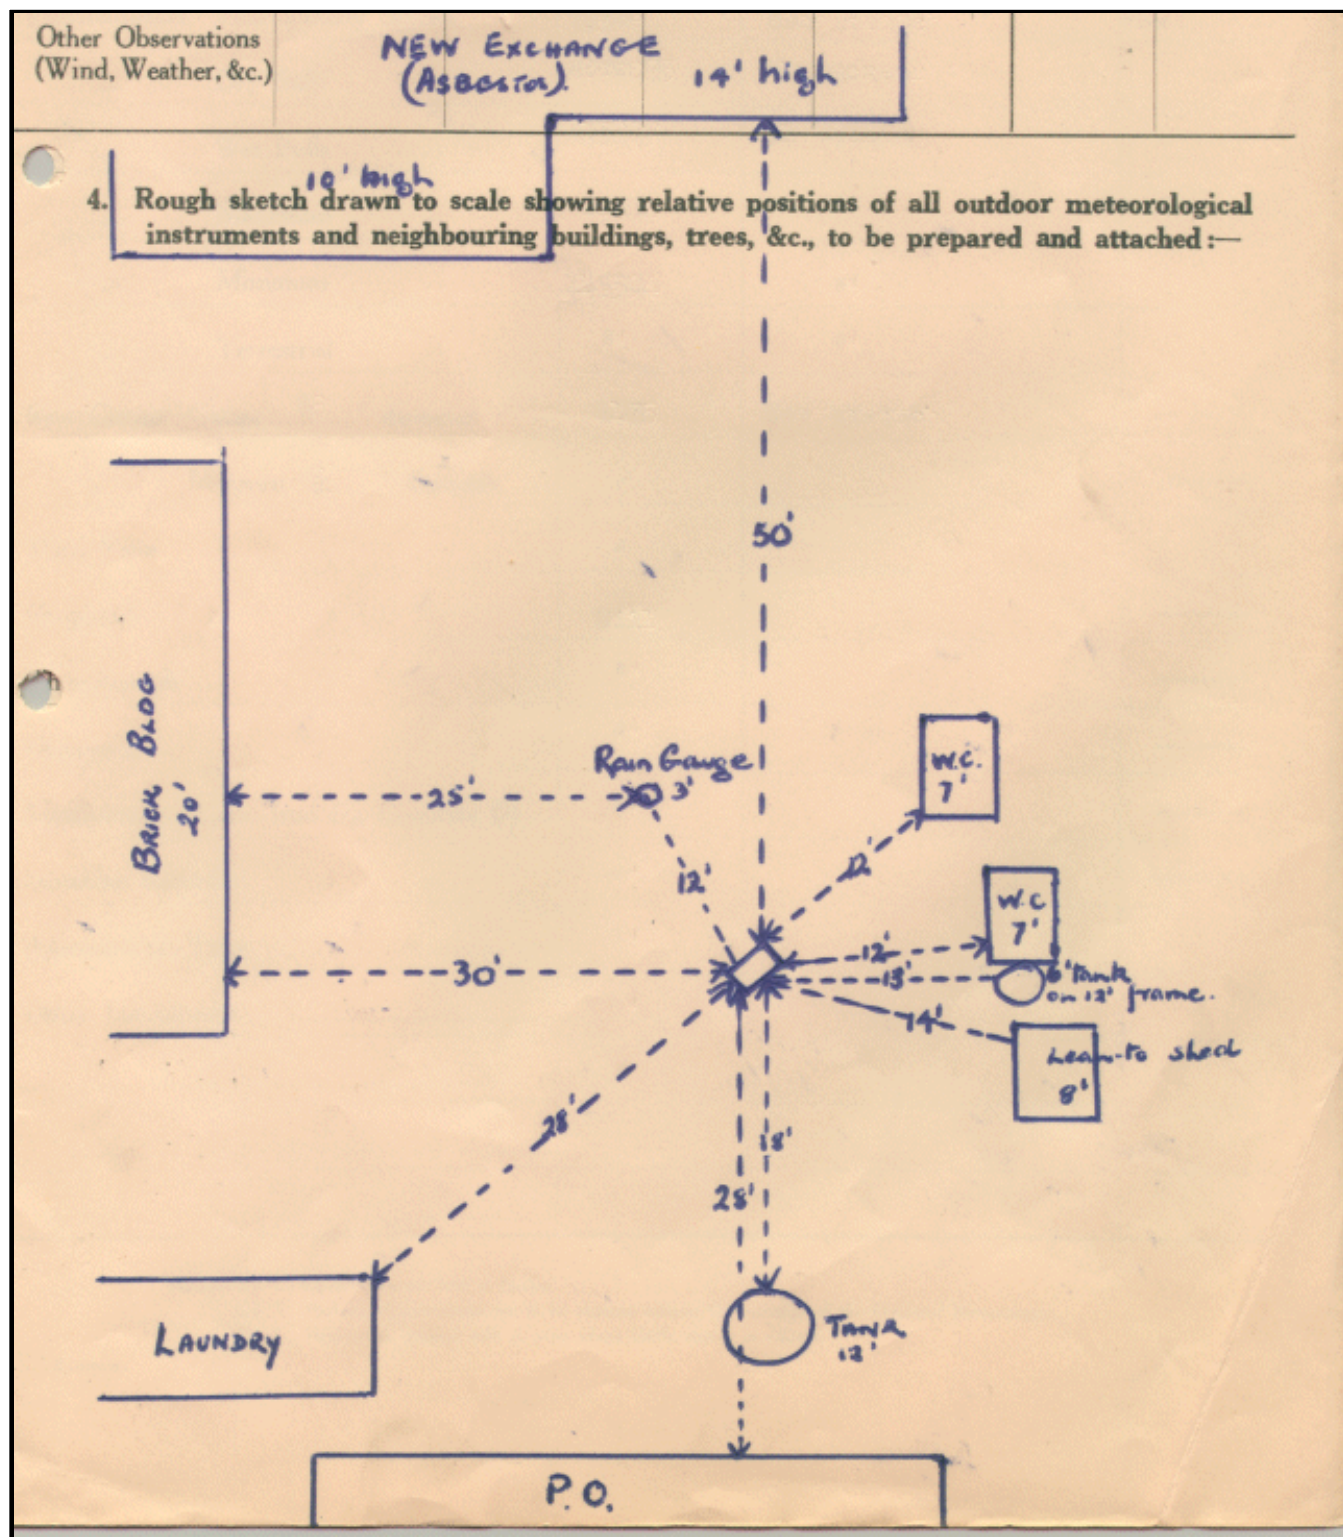 Other Observations
(Wind, Weather, &c.)
NEW EXCHANGE
(ASBESTOS).
14' high
10' high
4. Rough sketch drawn to scale showing relative positions of all outdoor meteorological
instruments and neighbouring buildings, trees, &c., to be prepared and attached :—
50'
BRICK BLDG
20'
Rain Gauge
3'
25'
W.C.
7'
12'
12'
W.C
7'
12'
30'
13'
6' Tank
on 12' frame.
14'
Lean-to shed
8'
28'
18'
28'
LAUNDRY
TANK
12'
P.O.